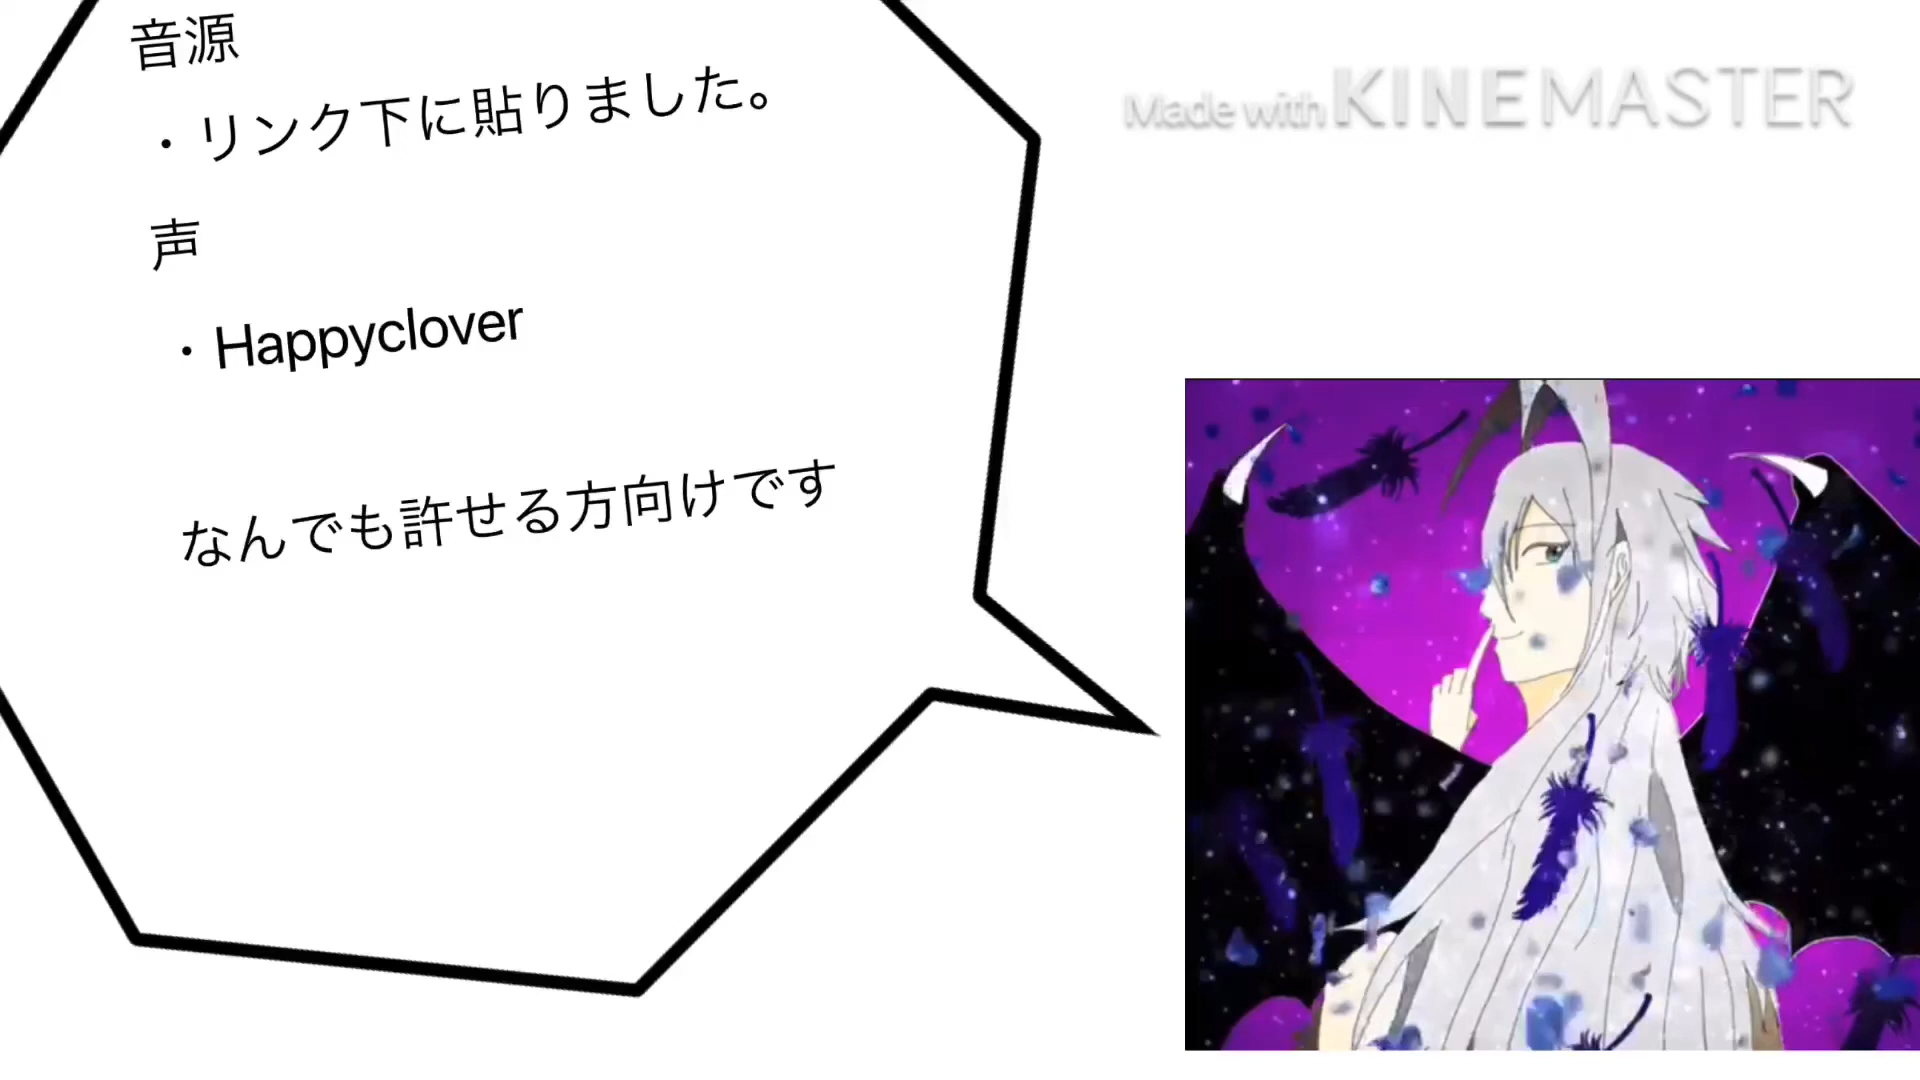 音源
・リンク下に貼りました。
声
・Happyclover
なんでも許せる方向けです
Made with KINEMASTER